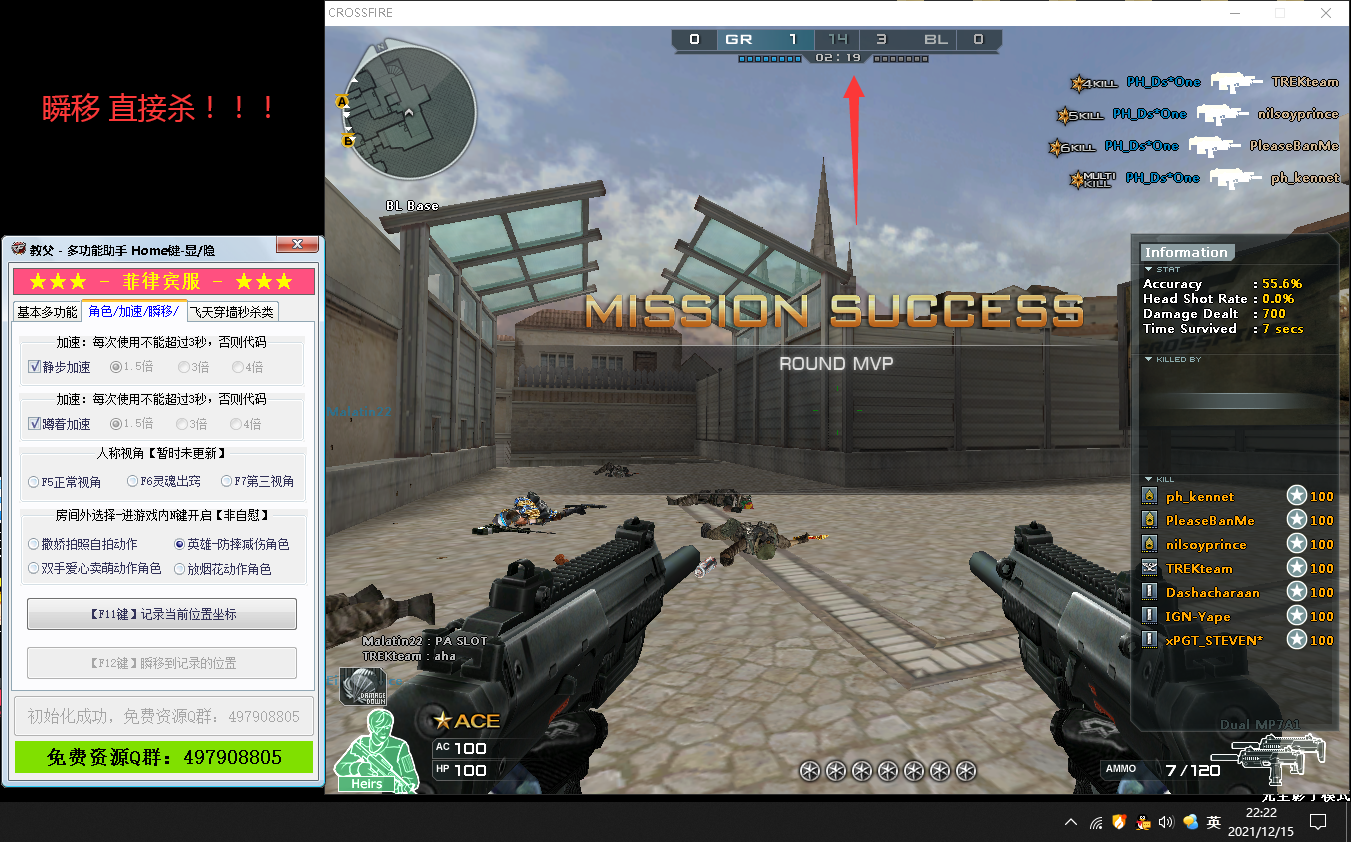 CROSSFIRE
瞬移 直接杀！！！
0 GR 1 14 3 BL 0
02:19
N
A
B
BL Base
4KILL PH_Ds*One TREKteam
5KILL PH_Ds*One nilsoyprince
6KILL PH_Ds*One PleaseBanMe
MULTI KILL PH_Ds*One ph_kennet
MISSION SUCCESS
ROUND MVP
教父 - 多功能助手 Home键-显/隐
★★★ - 菲律宾服 - ★★★
基本多功能 角色/加速/瞬移/ 飞天穿墙秒杀类
加速：每次使用不能超过3秒，否则代码
静步加速 1.5倍 3倍 4倍
加速：每次使用不能超过3秒，否则代码
蹲着加速 1.5倍 3倍 4倍
人称视角【暂时未更新】
F5正常视角 F6灵魂出窍 F7第三视角
房间外选择-进游戏内N键开启【非自慰】
撒娇拍照自拍动作 英雄-防摔减伤角色
双手爱心卖萌动作角色 放烟花动作角色
【F11键】记录当前位置坐标
【F12键】瞬移到记录的位置
初始化成功，免费资源Q群：497908805
免费资源Q群：497908805
Information
STAT
Accuracy : 55.6%
Head Shot Rate : 0.0%
Damage Dealt : 700
Time Survived : 7 secs
KILLED BY
KILL
ph_kennet 100
PleaseBanMe 100
nilsoyprince 100
TREKteam 100
Dashacharaan 100
IGN-Yape 100
xPGT_STEVEN* 100
Malatin22
Malatin22 : PA SLOT
TREKteam : aha
DAMAGE DOWN
★ACE
AC 100
HP 100
Heirs
Dual MP7A1
AMMO 7/120
英
22:22
2021/12/15